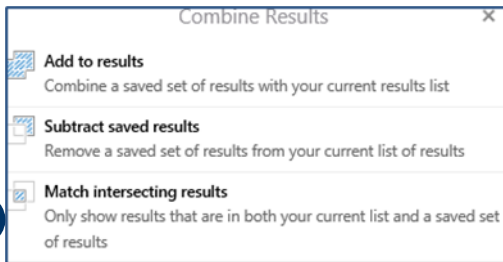 Combine Results
Add to results
Combine a saved set of results with your current results list
Subtract saved results
Remove a saved set of results from your current list of results
Match intersecting results
Only show results that are in both your current list and a saved set
of results